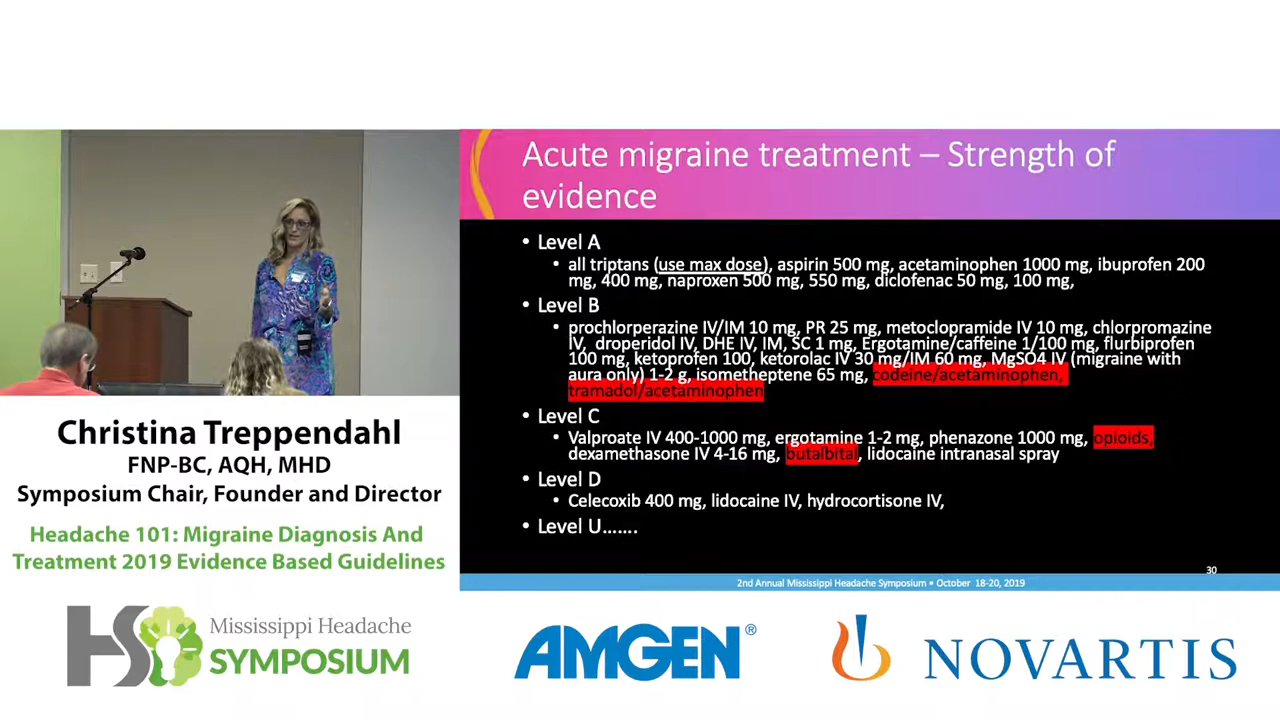 Acute migraine treatment – Strength of
evidence
• Level A
• all triptans (use max dose), aspirin 500 mg, acetaminophen 1000 mg, ibuprofen 200
mg, 400 mg, naproxen 500 mg, 550 mg, diclofenac 50 mg, 100 mg,
• Level B
• prochlorperazine IV/IM 10 mg, PR 25 mg, metoclopramide IV 10 mg, chlorpromazine
IV, droperidol IV, DHE IV, IM, SC 1 mg, Ergotamine/caffeine 1/100 mg, flurbiprofen
100 mg, ketoprofen 100, ketorolac IV 30 mg/IM 60 mg, MgSO4 IV (migraine with
aura only) 1-2 g, isometheptene 65 mg, codeine/acetaminophen,
tramadol/acetaminophen
• Level C
• Valproate IV 400-1000 mg, ergotamine 1-2 mg, phenazone 1000 mg, opioids,
dexamethasone IV 4-16 mg, butalbital, lidocaine intranasal spray
• Level D
• Celecoxib 400 mg, lidocaine IV, hydrocortisone IV,
• Level U.......
30
2nd Annual Mississippi Headache Symposium • October 18-20, 2019
Christina Treppendahl
FNP-BC, AQH, MHD
Symposium Chair, Founder and Director
Headache 101: Migraine Diagnosis And
Treatment 2019 Evidence Based Guidelines
HS
Mississippi Headache
SYMPOSIUM
AMGEN®
NOVARTIS